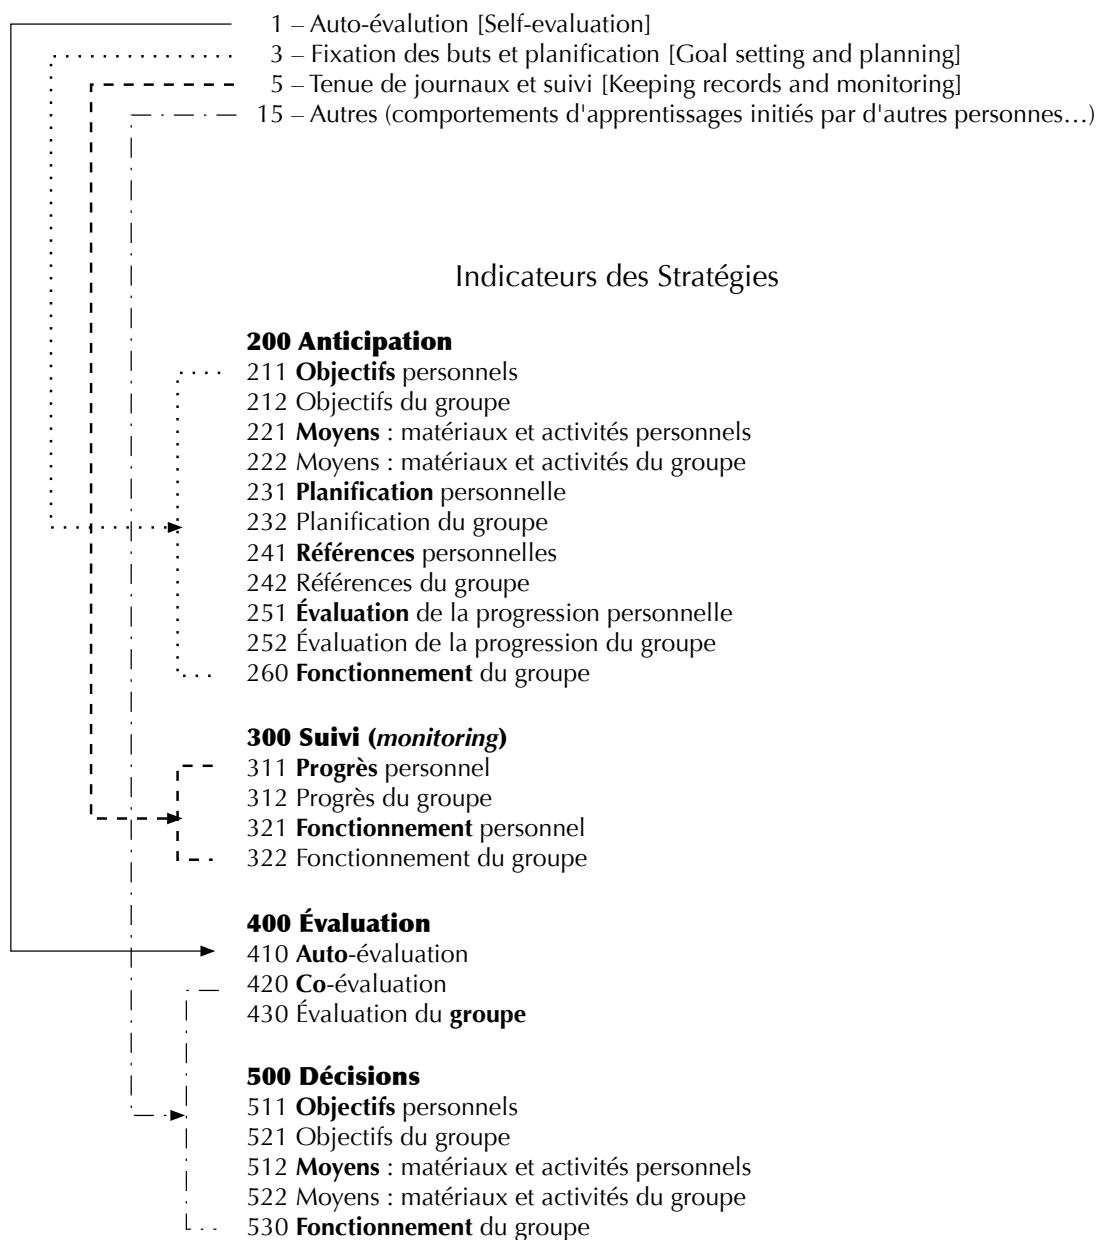 1 – Auto-évalution [Self-evaluation]
3 – Fixation des buts et planification [Goal setting and planning]
5 – Tenue de journaux et suivi [Keeping records and monitoring]
15 – Autres (comportements d'apprentissages initiés par d'autres personnes…)
Indicateurs des Stratégies
200 Anticipation
211 Objectifs personnels
212 Objectifs du groupe
221 Moyens : matériaux et activités personnels
222 Moyens : matériaux et activités du groupe
231 Planification personnelle
232 Planification du groupe
241 Références personnelles
242 Références du groupe
251 Évaluation de la progression personnelle
252 Évaluation de la progression du groupe
260 Fonctionnement du groupe
300 Suivi (monitoring)
311 Progrès personnel
312 Progrès du groupe
321 Fonctionnement personnel
322 Fonctionnement du groupe
400 Évaluation
410 Auto-évaluation
420 Co-évaluation
430 Évaluation du groupe
500 Décisions
511 Objectifs personnels
521 Objectifs du groupe
512 Moyens : matériaux et activités personnels
522 Moyens : matériaux et activités du groupe
530 Fonctionnement du groupe